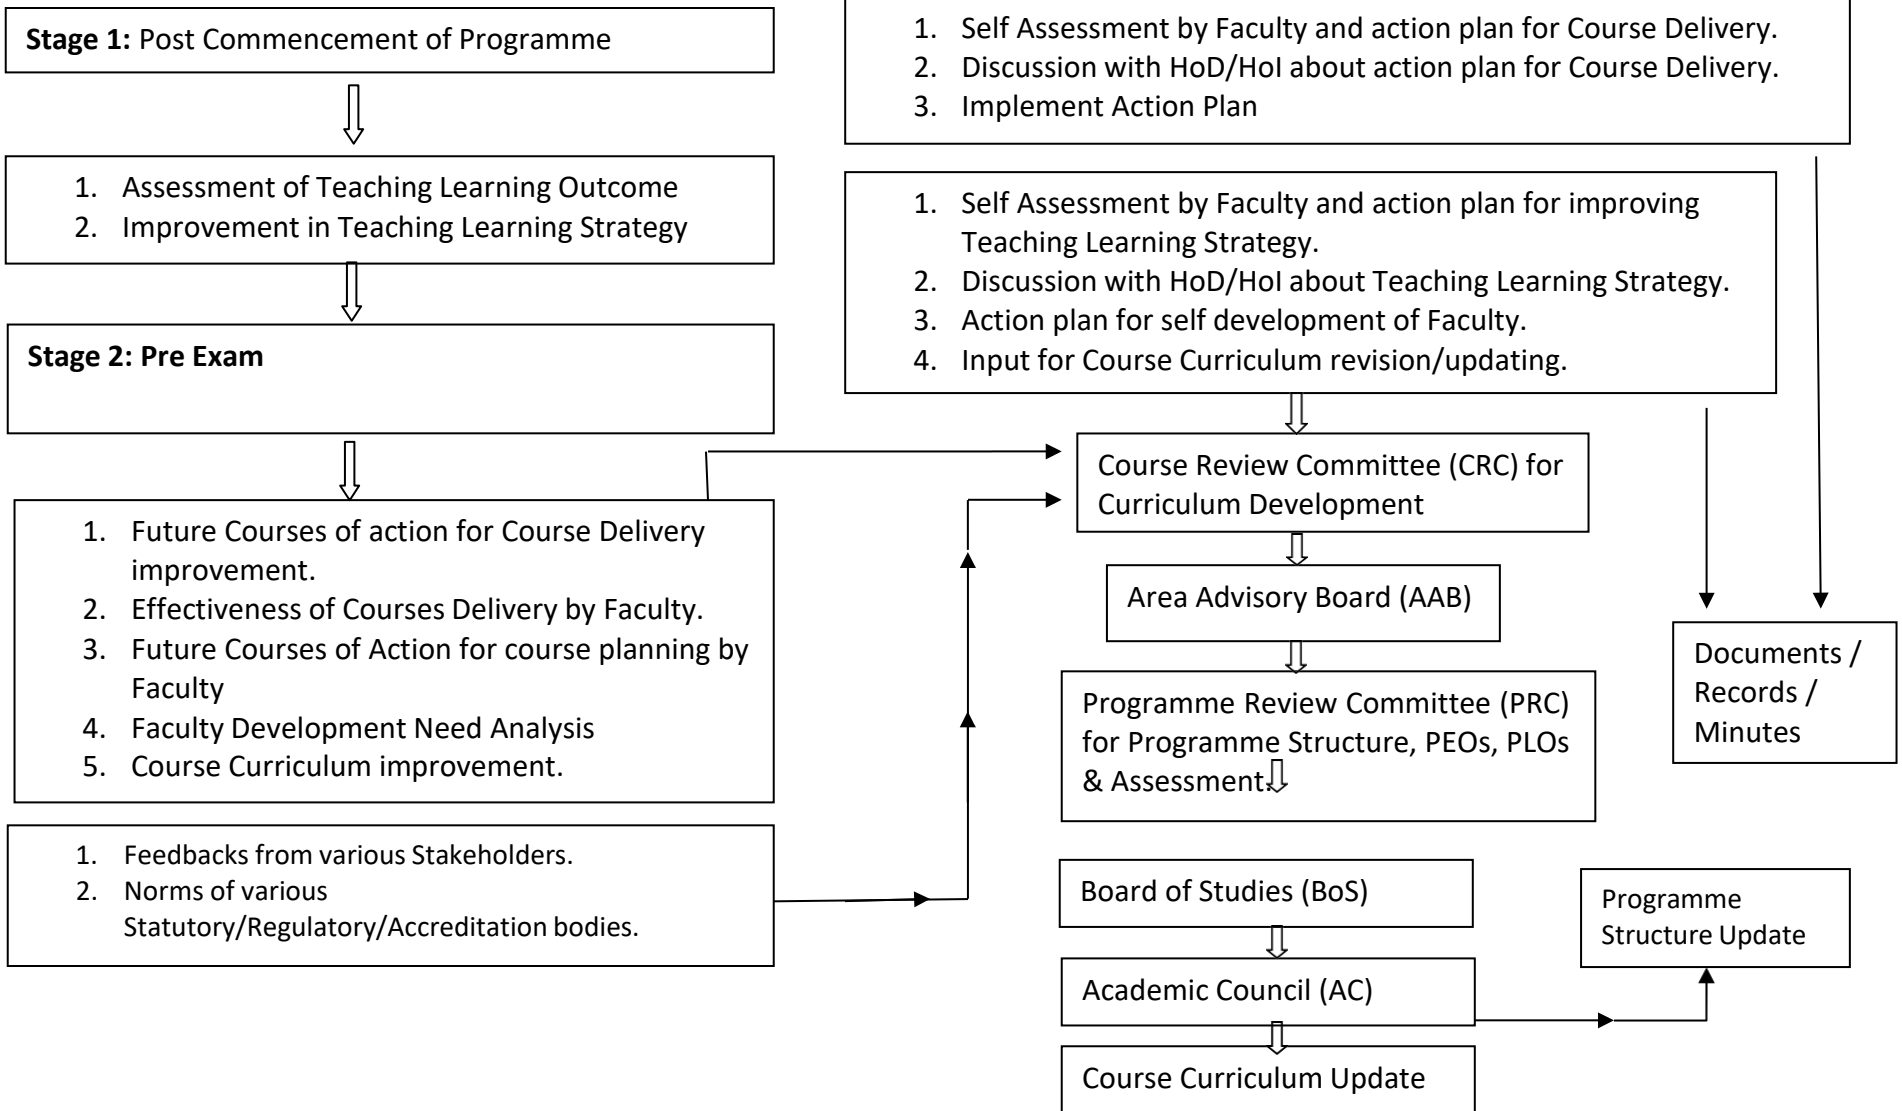 Stage 1: Post Commencement of Programme
1. Assessment of Teaching Learning Outcome
2. Improvement in Teaching Learning Strategy
Stage 2: Pre Exam
1. Future Courses of action for Course Delivery
improvement.
2. Effectiveness of Courses Delivery by Faculty.
3. Future Courses of Action for course planning by
Faculty
4. Faculty Development Need Analysis
5. Course Curriculum improvement.
1. Feedbacks from various Stakeholders.
2. Norms of various
Statutory/Regulatory/Accreditation bodies.
1. Self Assessment by Faculty and action plan for Course Delivery.
2. Discussion with HoD/HoI about action plan for Course Delivery.
3. Implement Action Plan
1. Self Assessment by Faculty and action plan for improving
Teaching Learning Strategy.
2. Discussion with HoD/HoI about Teaching Learning Strategy.
3. Action plan for self development of Faculty.
4. Input for Course Curriculum revision/updating.
Course Review Committee (CRC) for
Curriculum Development
Area Advisory Board (AAB)
Programme Review Committee (PRC)
for Programme Structure, PEOs, PLOs
& Assessment.
Documents /
Records /
Minutes
Board of Studies (BoS)
Academic Council (AC)
Course Curriculum Update
Programme
Structure Update